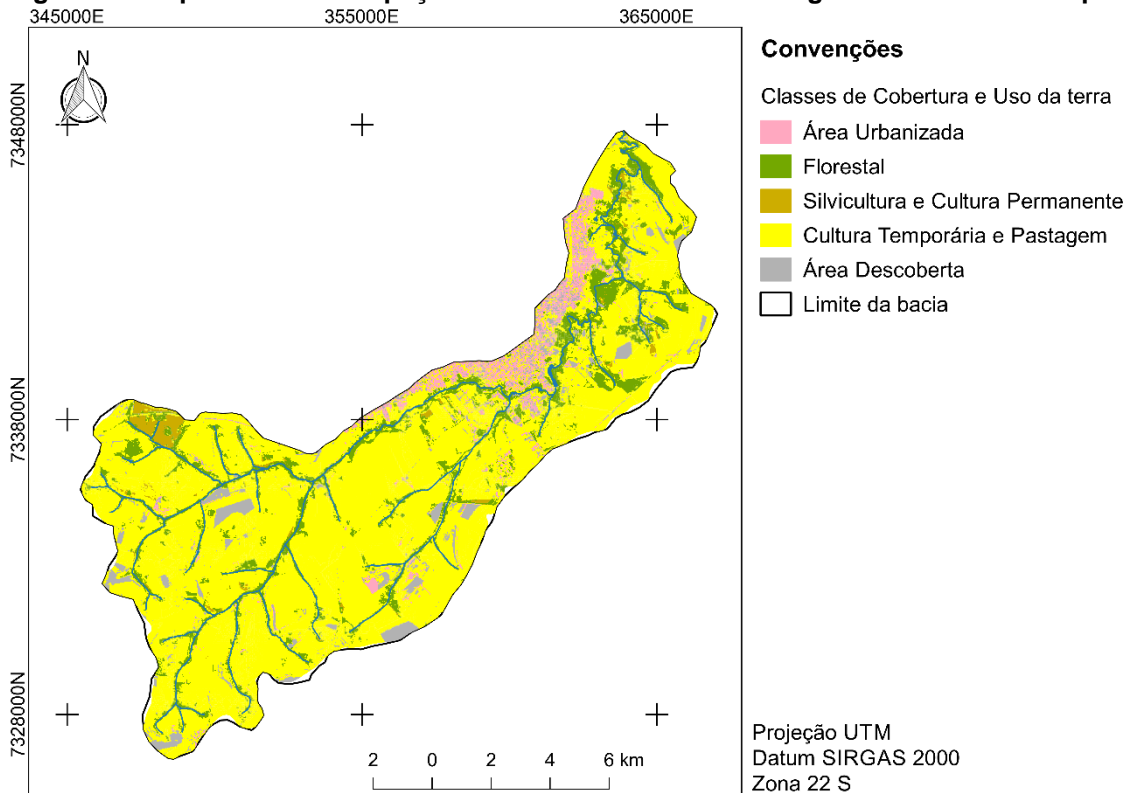 345000E 355000E 365000E
N
7348000N
7338000N
7328000N
Convenções
Classes de Cobertura e Uso da terra
Área Urbanizada
Florestal
Silvicultura e Cultura Permanente
Cultura Temporária e Pastagem
Área Descoberta
Limite da bacia
2 0 2 4 6 km
Projeção UTM
Datum SIRGAS 2000
Zona 22 S